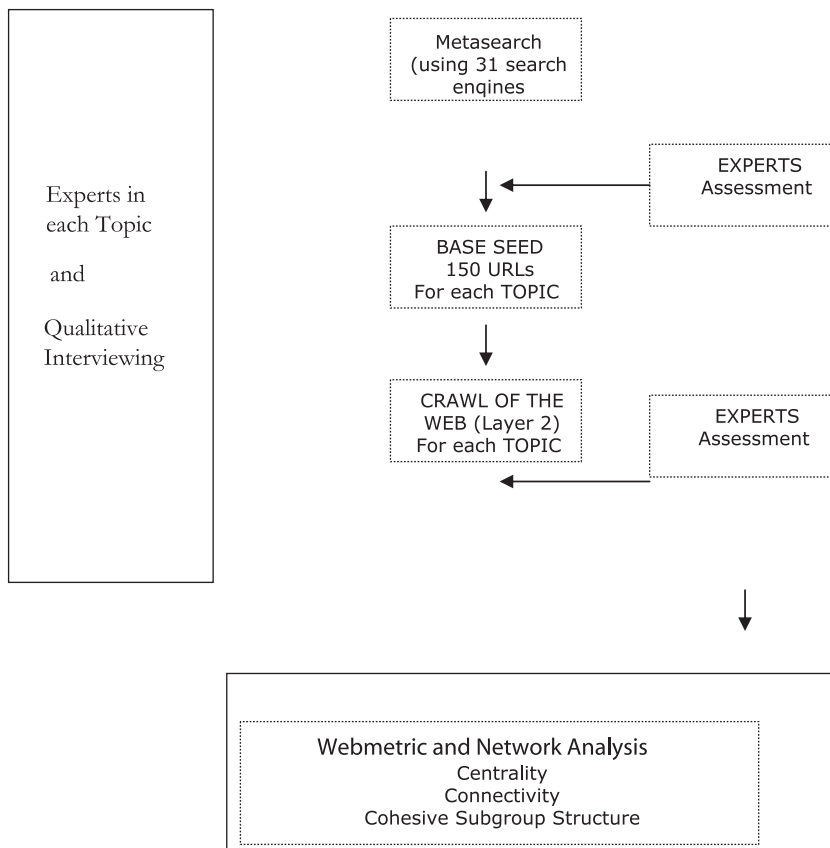 Experts in
each Topic
and
Qualitative
Interviewing
Metasearch
(using 31 search
enqines
EXPERTS
Assessment
BASE SEED
150 URLs
For each TOPIC
CRAWL OF THE
WEB (Layer 2)
For each TOPIC
EXPERTS
Assessment
Webmetric and Network Analysis
Centrality
Connectivity
Cohesive Subgroup Structure